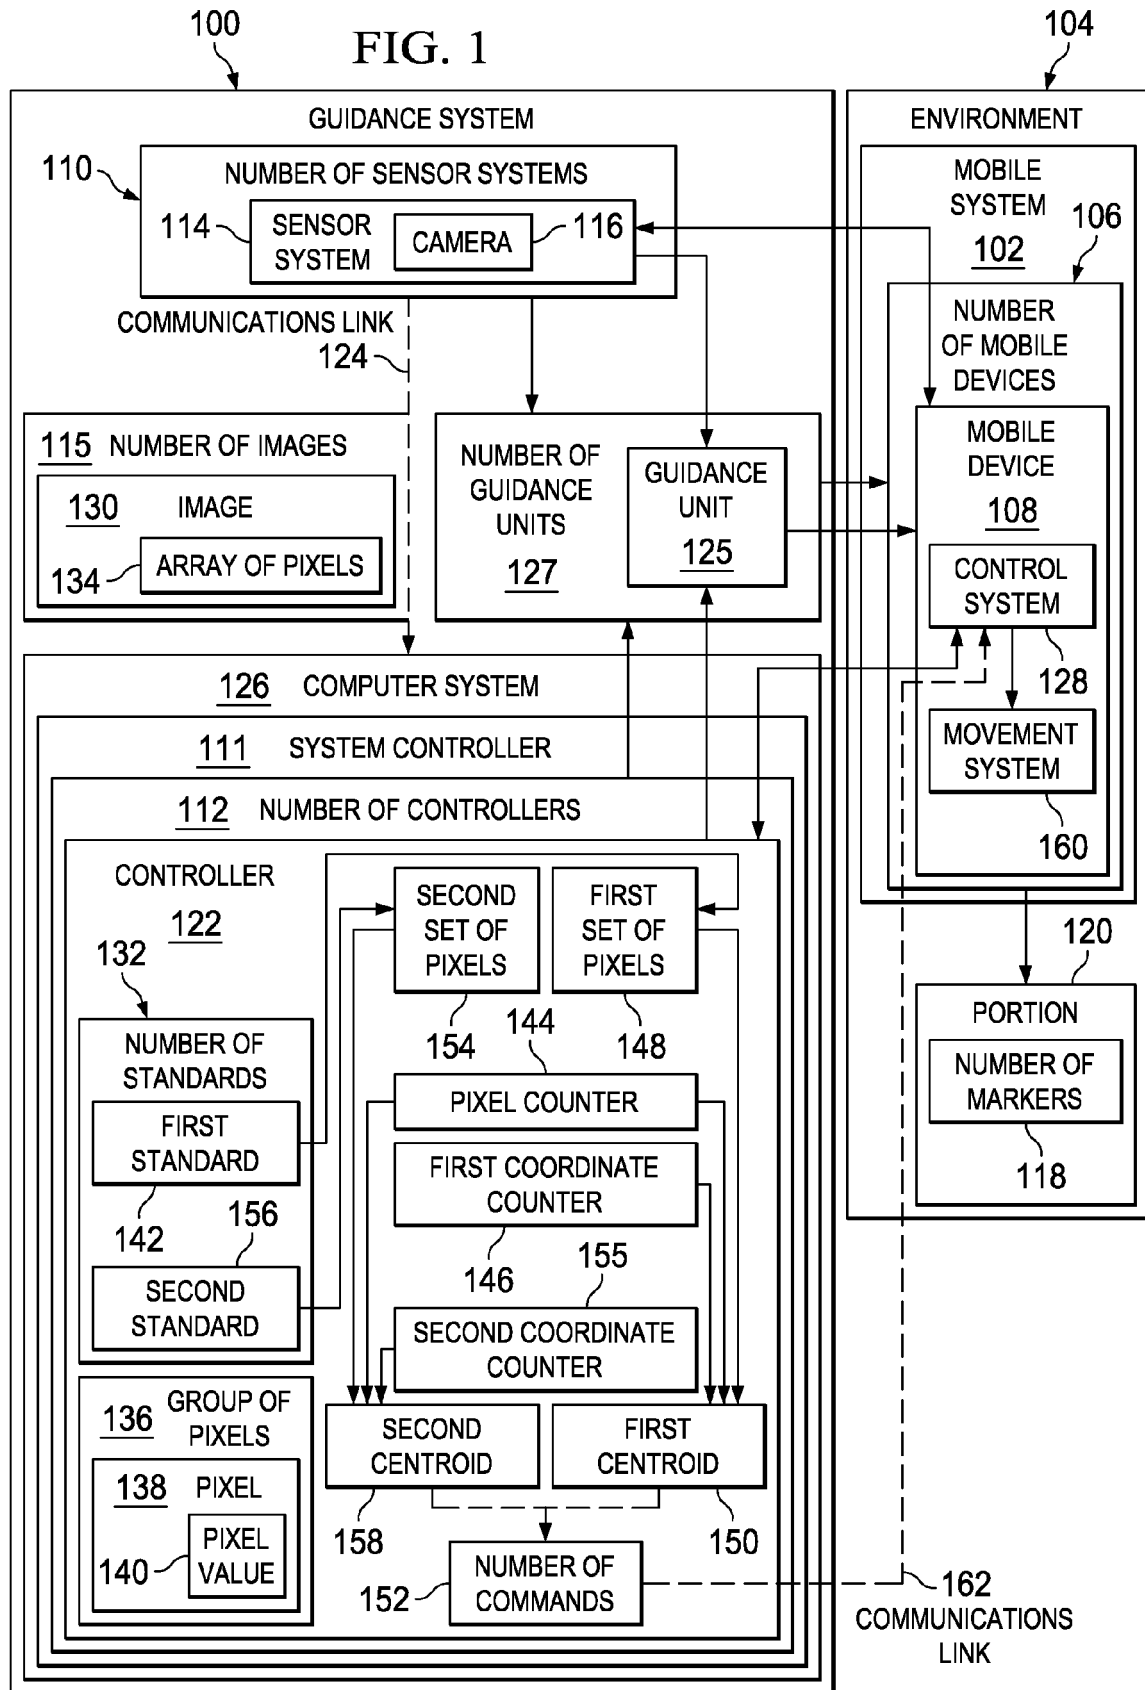 FIG. 1
100
104
GUIDANCE SYSTEM
110
NUMBER OF SENSOR SYSTEMS
114
SENSOR
SYSTEM
CAMERA
116
COMMUNICATIONS LINK
124
115 NUMBER OF IMAGES
130 IMAGE
134
ARRAY OF PIXELS
NUMBER OF
GUIDANCE
UNITS
127
GUIDANCE
UNIT
125
ENVIRONMENT
MOBILE
SYSTEM
102
106
NUMBER
OF MOBILE
DEVICES
MOBILE
DEVICE
108
CONTROL
SYSTEM
128
MOVEMENT
SYSTEM
160
120
PORTION
NUMBER OF
MARKERS
118
126 COMPUTER SYSTEM
111 SYSTEM CONTROLLER
112 NUMBER OF CONTROLLERS
CONTROLLER
122
132
SECOND
SET OF
PIXELS
154
FIRST
SET OF
PIXELS
148
NUMBER OF
STANDARDS
FIRST
STANDARD
142
156
SECOND
STANDARD
144
PIXEL COUNTER
FIRST COORDINATE
COUNTER
146
155
SECOND COORDINATE
COUNTER
136 GROUP OF
PIXELS
138 PIXEL
140
PIXEL
VALUE
SECOND
CENTROID
158
FIRST
CENTROID
150
152
NUMBER OF
COMMANDS
162
COMMUNICATIONS
LINK